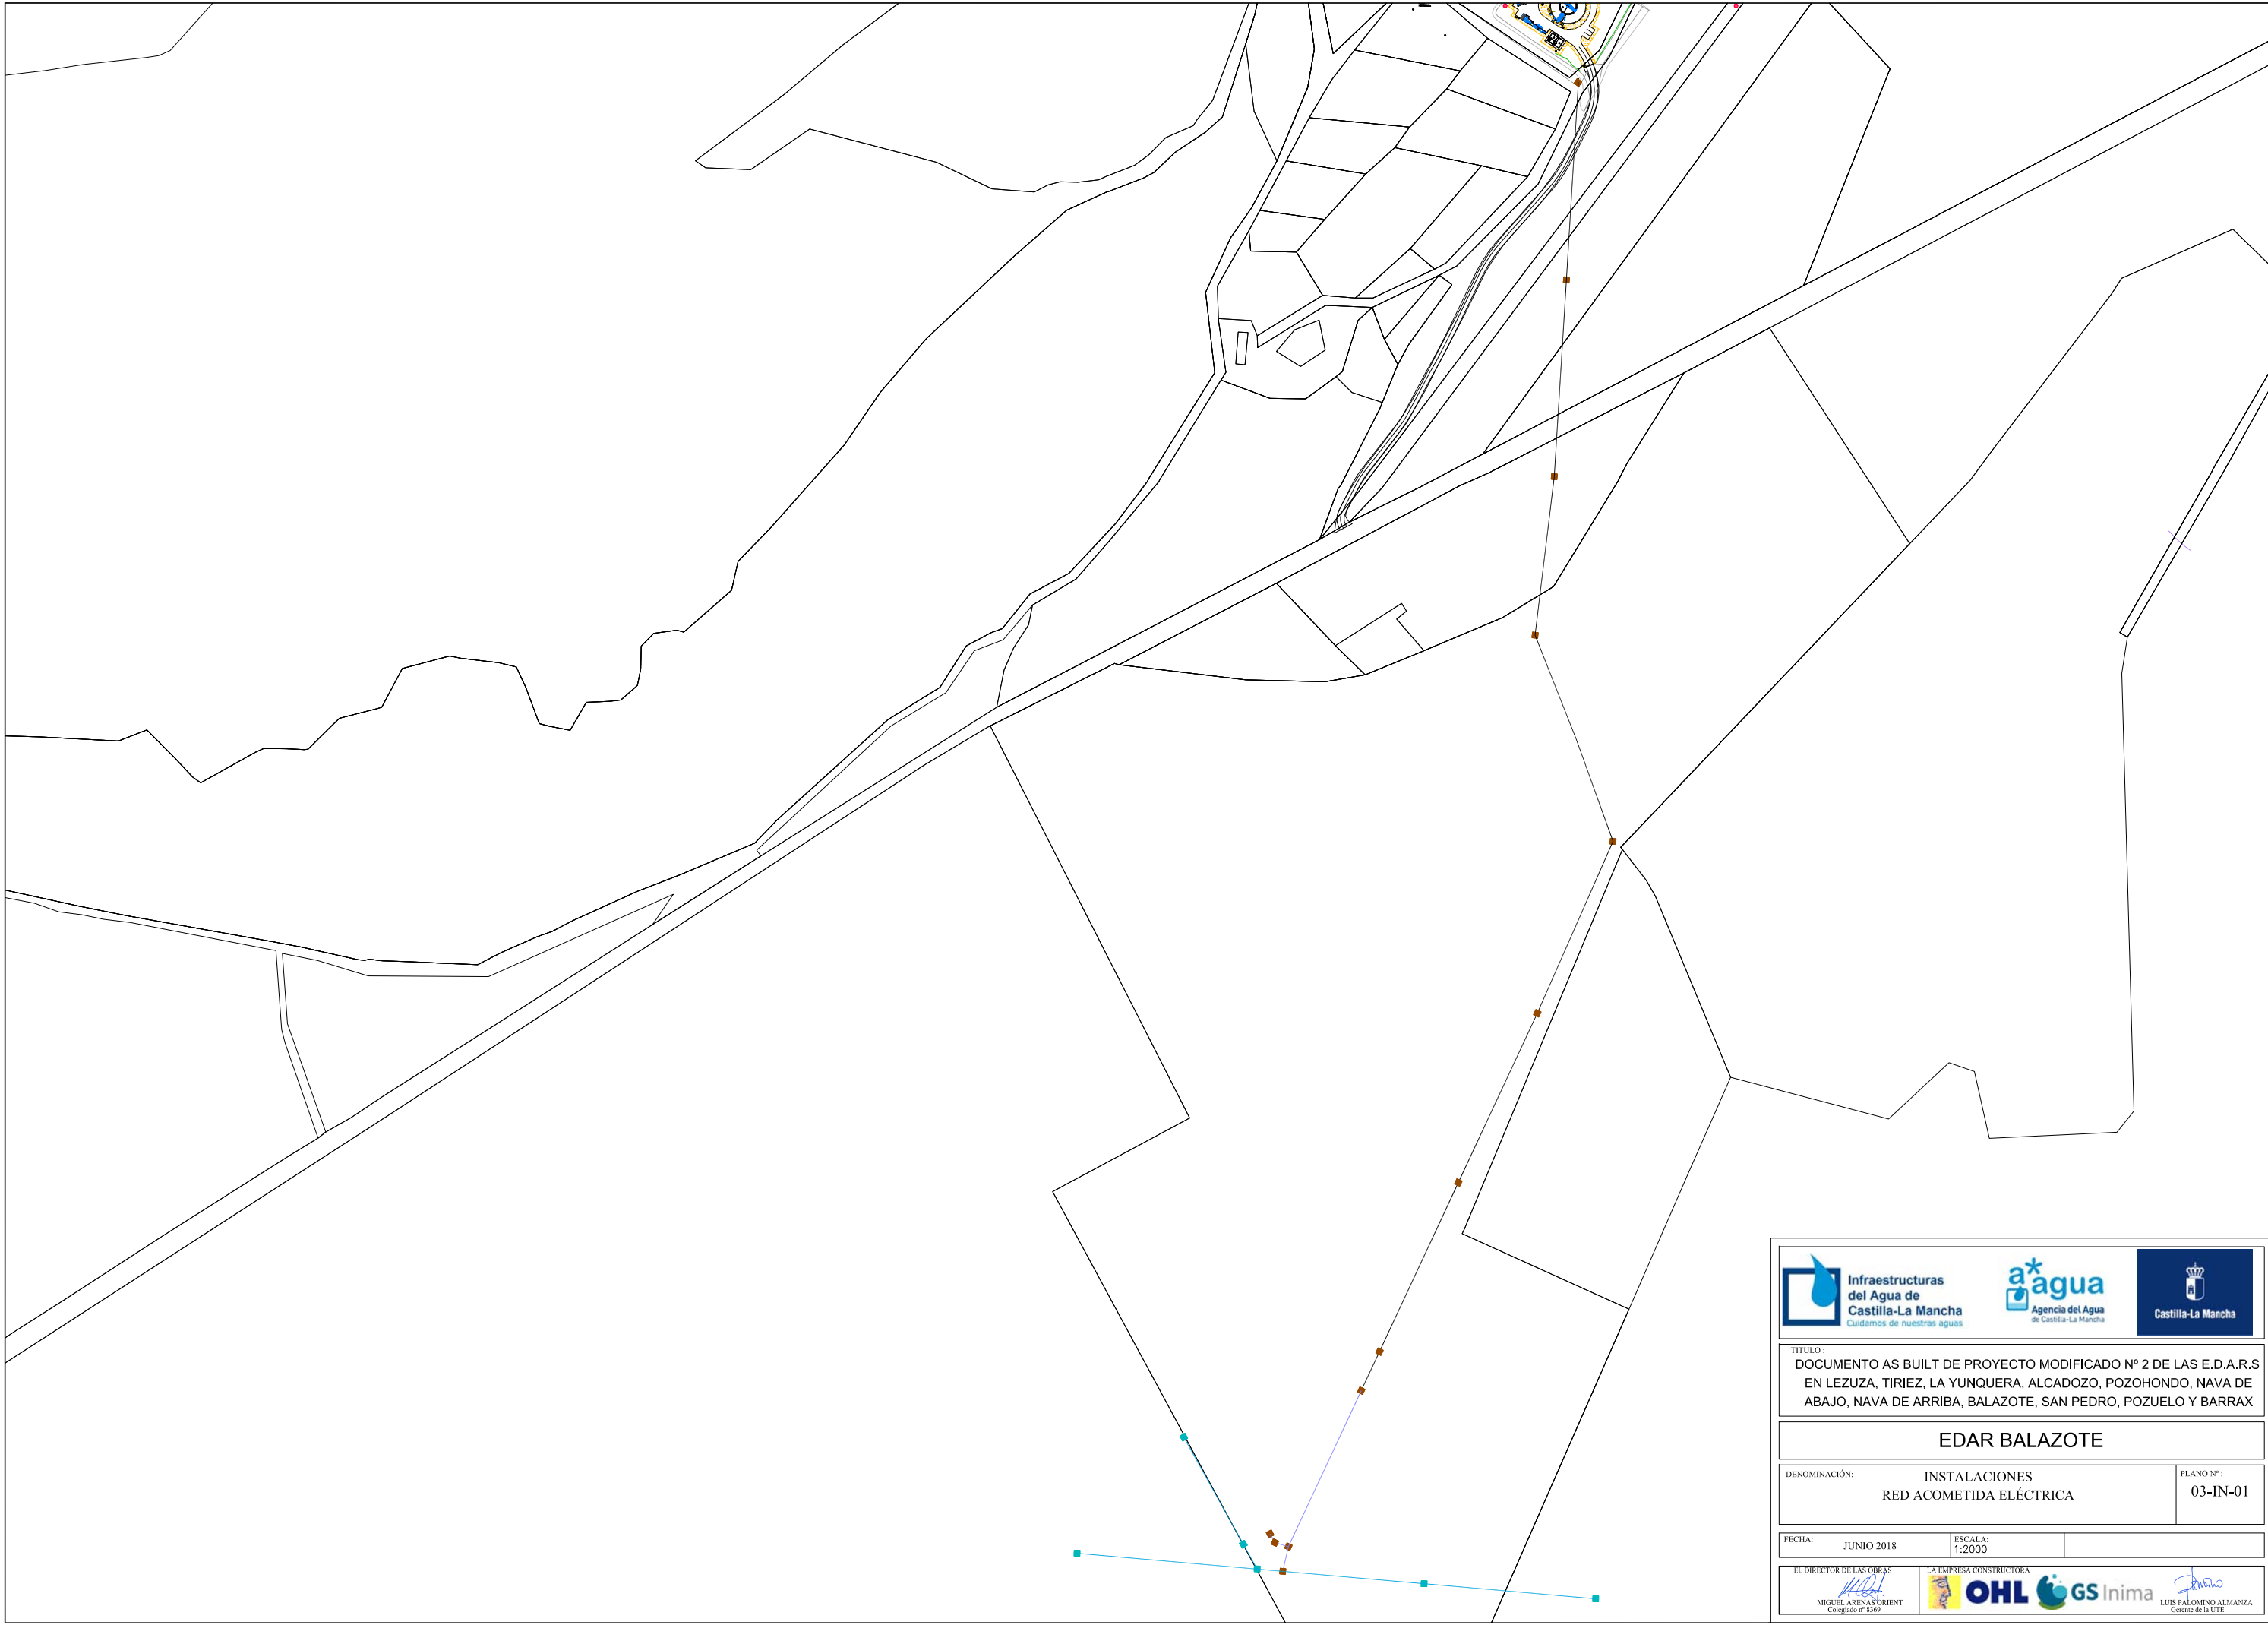 Infraestructuras
del Agua de
Castilla-La Mancha
Cuidamos de nuestras aguas
a*agua
Agencia del Agua
de Castilla-La Mancha
Castilla-La Mancha
TITULO :
DOCUMENTO AS BUILT DE PROYECTO MODIFICADO Nº 2 DE LAS E.D.A.R.S
EN LEZUZA, TIRIEZ, LA YUNQUERA, ALCADOZO, POZOHONDO, NAVA DE
ABAJO, NAVA DE ARRIBA, BALAZOTE, SAN PEDRO, POZUELO Y BARRAX
EDAR BALAZOTE
DENOMINACIÓN:
INSTALACIONES
RED ACOMETIDA ELÉCTRICA
PLANO Nº :
03-IN-01
FECHA:
JUNIO 2018
ESCALA:
1:2000
EL DIRECTOR DE LAS OBRAS
MIGUEL ARENAS ORIENT
Colegiado nº 8369
LA EMPRESA CONSTRUCTORA
OHL
GS Inima
LUIS PALOMINO ALMANZA
Gerente de la UTE